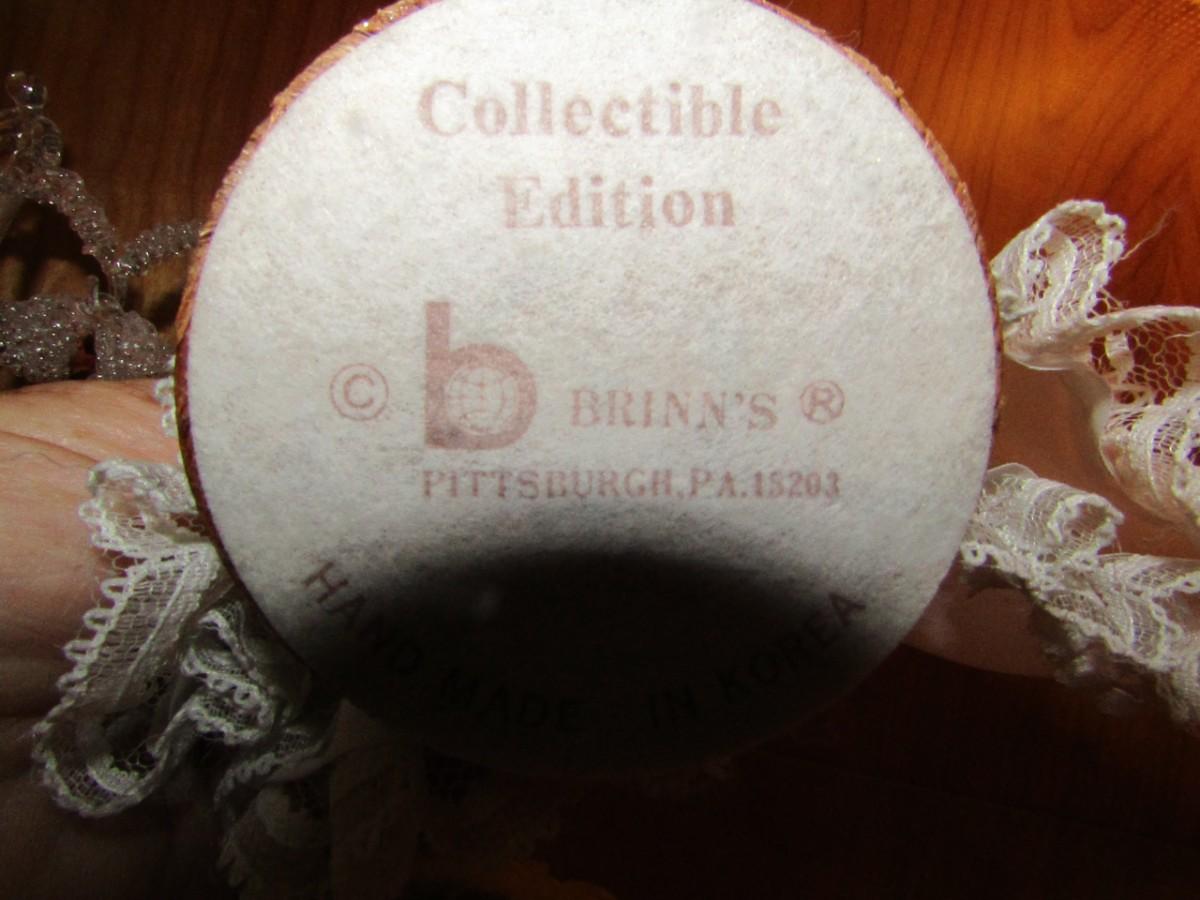 Collectible
Edition
© b BRINN'S ®
PITTSBURGH, PA. 15203
HAND MADE IN KOREA